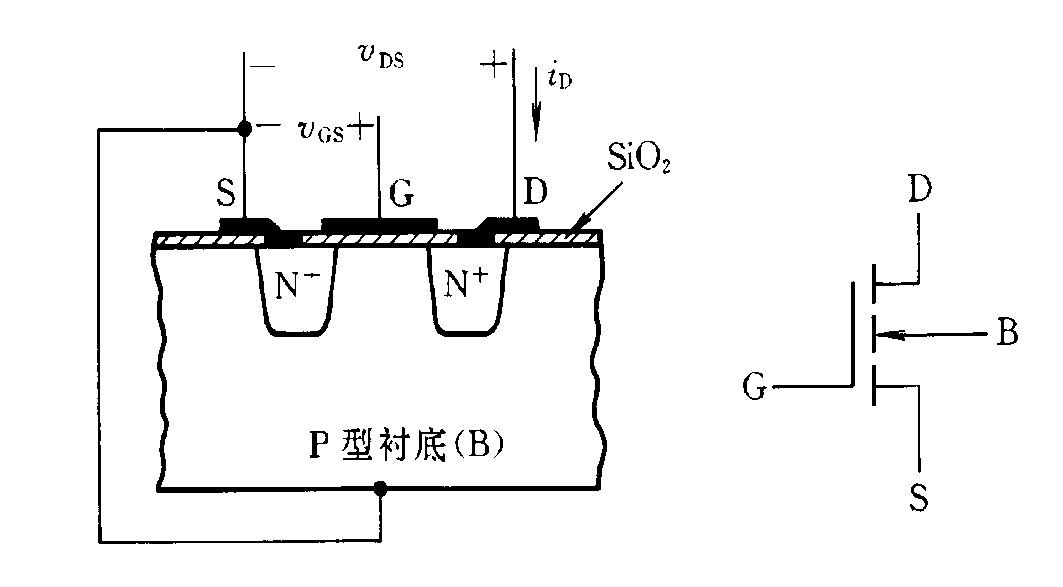 − v_DS +
i_D
− v_GS +
SiO₂
S G D
D
N⁺ N⁺
B
G
P 型衬底(B)
S